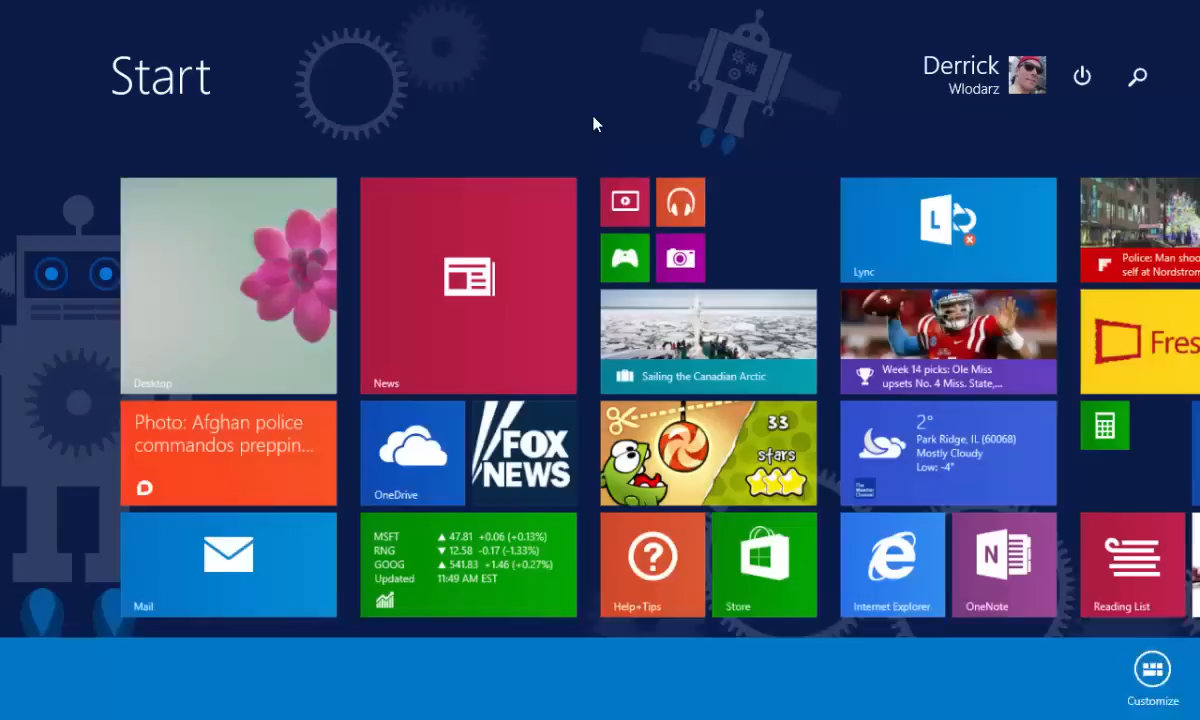 Start
Derrick
Wlodarz
Desktop
News
Sailing the Canadian Arctic
L
Lync
Week 14 picks: Ole Miss
upsets No. 4 Miss. State,...
Police: Man shoo
self at Nordstrom
Fres
Photo: Afghan police
commandos preppin...
OneDrive
FOX
NEWS
33
stars
2°
Park Ridge, IL (60068)
Mostly Cloudy
Low: -4°
The
Weather
Channel
Mail
MSFT ▲ 47.81 +0.06 (+0.13%)
RNG ▼ 12.58 -0.17 (-1.33%)
GOOG ▲ 541.83 +1.46 (+0.27%)
Updated 11:49 AM EST
?
Help+Tips
Store
e
Internet Explorer
N
OneNote
Reading List
Customize